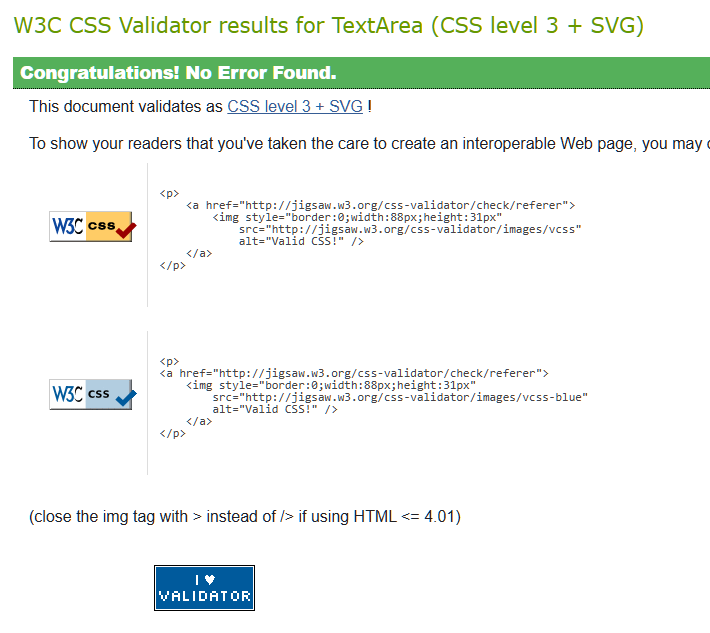 W3C CSS Validator results for TextArea (CSS level 3 + SVG)
Congratulations! No Error Found.
This document validates as CSS level 3 + SVG !
To show your readers that you've taken the care to create an interoperable Web page, you may
<p>
<a href="http://jigsaw.w3.org/css-validator/check/referer">
<img style="border:0;width:88px;height:31px"
W3C css
src="http://jigsaw.w3.org/css-validator/images/vcss"
alt="Valid CSS!" />
</a>
</p>
<p>
<a href="http://jigsaw.w3.org/css-validator/check/referer">
<img style="border:0;width:88px;height:31px"
W3C css
src="http://jigsaw.w3.org/css-validator/images/vcss-blue"
alt="Valid CSS!" />
</a>
</p>
(close the img tag with > instead of /> if using HTML <= 4.01)
I ♥
VALIDATOR